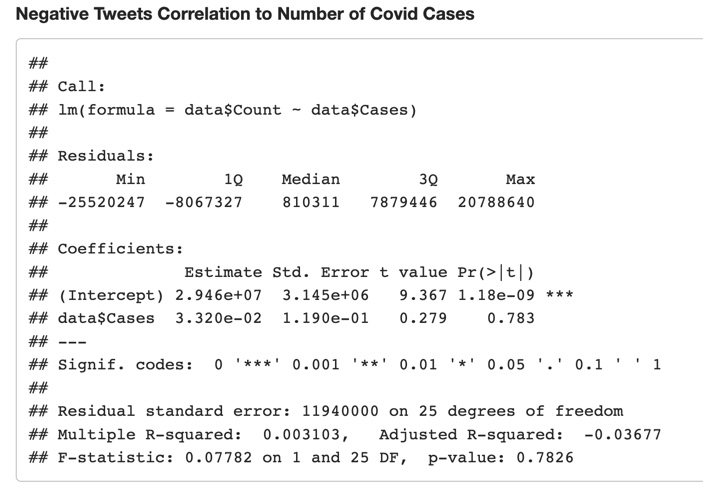 Negative Tweets Correlation to Number of Covid Cases
##
## Call:
## lm(formula = data$Count ~ data$Cases)
##
## Residuals:
##       Min        1Q    Median        3Q       Max
## -25520247  -8067327    810311   7879446  20788640
##
## Coefficients:
##              Estimate Std. Error t value Pr(>|t|)
## (Intercept) 2.946e+07  3.145e+06   9.367 1.18e-09 ***
## data$Cases  3.320e-02  1.190e-01   0.279    0.783
## ---
## Signif. codes:  0 '***' 0.001 '**' 0.01 '*' 0.05 '.' 0.1 ' ' 1
##
## Residual standard error: 11940000 on 25 degrees of freedom
## Multiple R-squared:  0.003103,   Adjusted R-squared:  -0.03677
## F-statistic: 0.07782 on 1 and 25 DF,  p-value: 0.7826